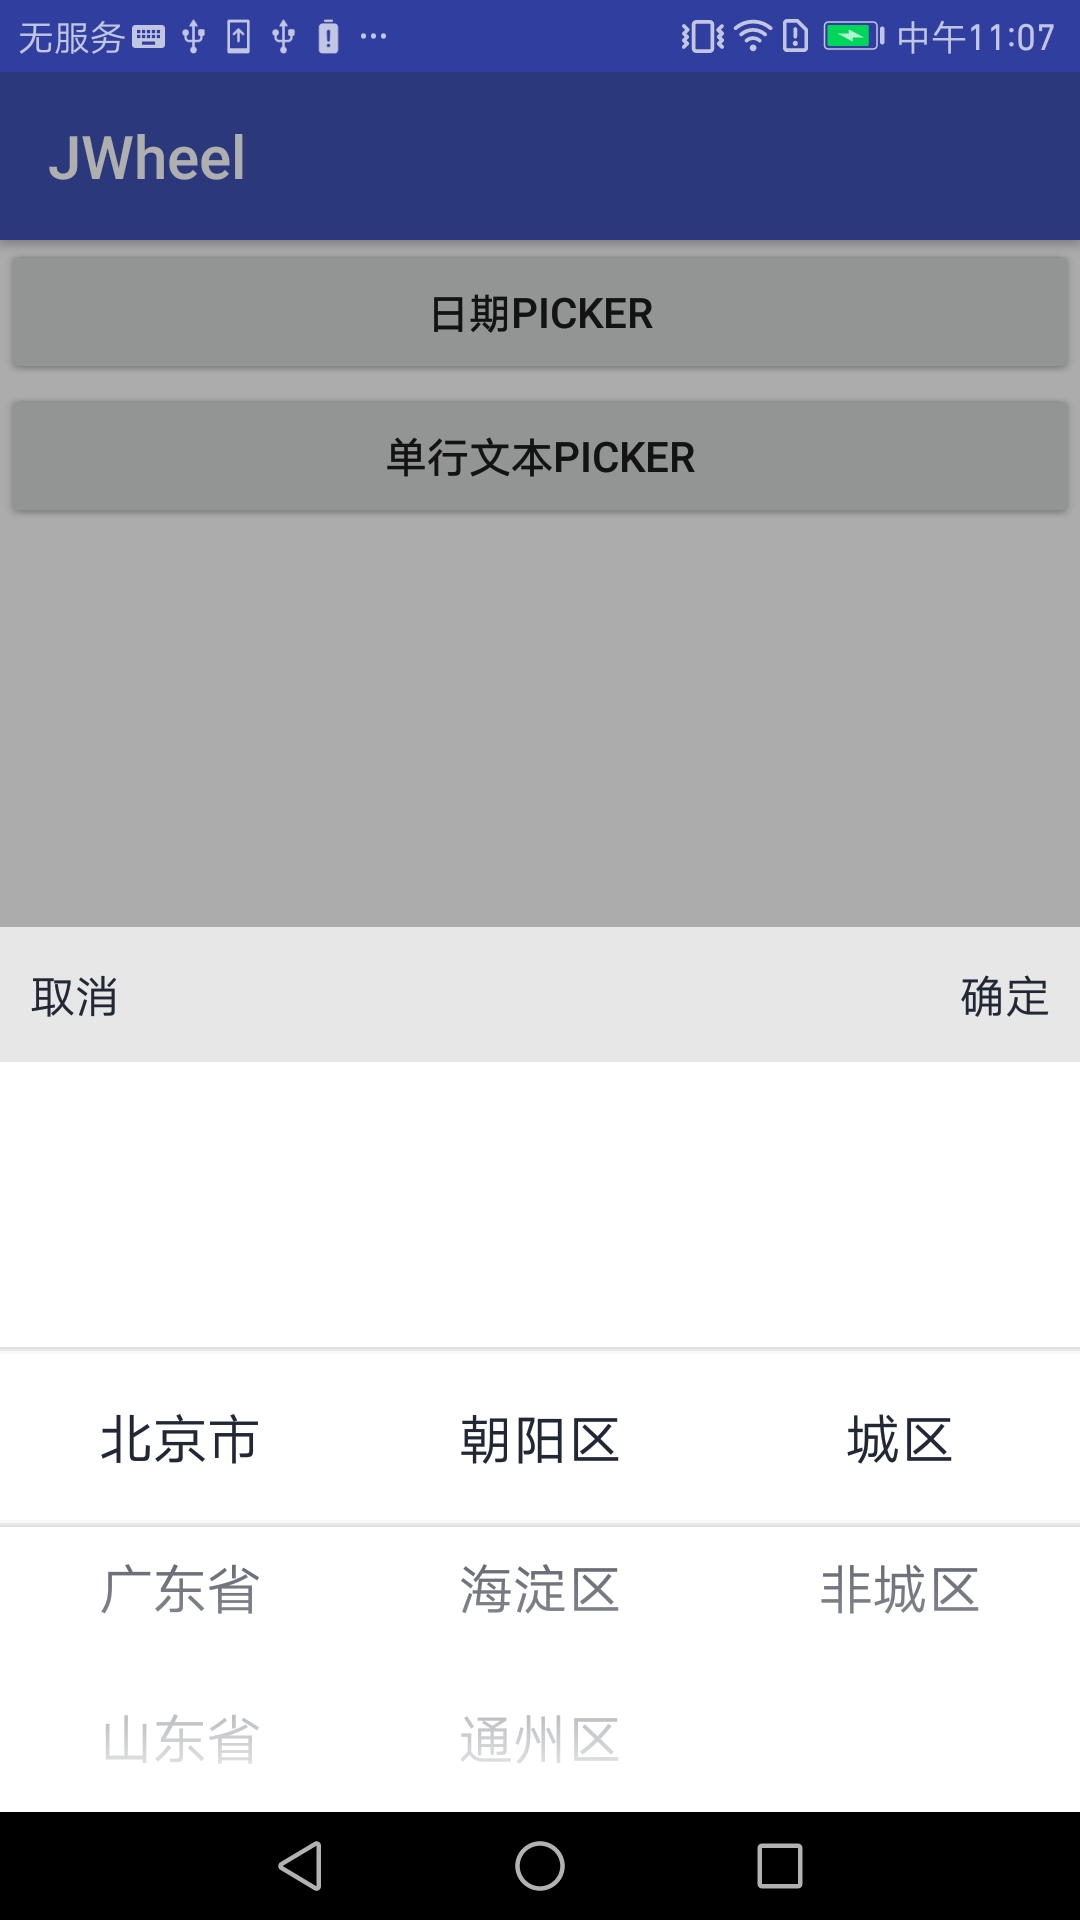 无服务 中午11:07
JWheel
日期PICKER
单行文本PICKER
取消 确定
北京市 朝阳区 城区
广东省 海淀区 非城区
山东省 通州区